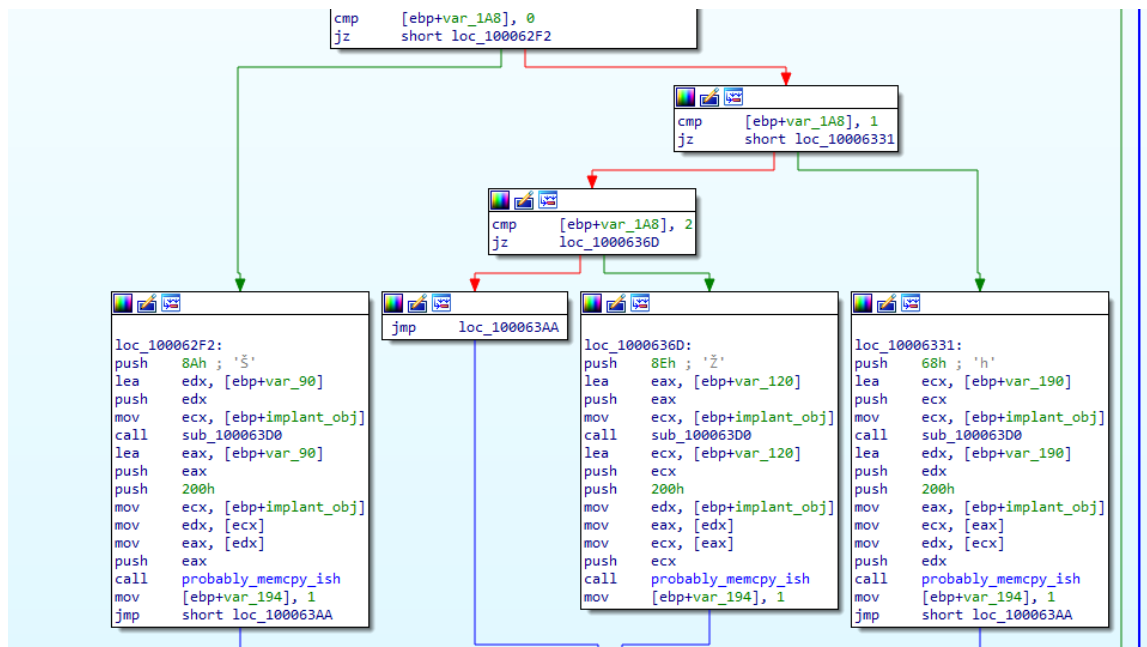 cmp     [ebp+var_1A8], 0
jz      short loc_100062F2
cmp     [ebp+var_1A8], 1
jz      short loc_10006331
cmp     [ebp+var_1A8], 2
jz      loc_1000636D
loc_100062F2:
push    8Ah ; 'Š'
lea     edx, [ebp+var_90]
push    edx
mov     ecx, [ebp+implant_obj]
call    sub_100063D0
lea     eax, [ebp+var_90]
push    eax
push    200h
mov     ecx, [ebp+implant_obj]
mov     edx, [ecx]
mov     eax, [edx]
push    eax
call    probably_memcpy_ish
mov     [ebp+var_194], 1
jmp     short loc_100063AA
jmp     loc_100063AA
loc_1000636D:
push    8Eh ; 'Ž'
lea     eax, [ebp+var_120]
push    eax
mov     ecx, [ebp+implant_obj]
call    sub_100063D0
lea     ecx, [ebp+var_120]
push    ecx
push    200h
mov     edx, [ebp+implant_obj]
mov     eax, [edx]
mov     ecx, [eax]
push    ecx
call    probably_memcpy_ish
mov     [ebp+var_194], 1
loc_10006331:
push    68h ; 'h'
lea     ecx, [ebp+var_190]
push    ecx
mov     ecx, [ebp+implant_obj]
call    sub_100063D0
lea     edx, [ebp+var_190]
push    edx
push    200h
mov     eax, [ebp+implant_obj]
mov     ecx, [eax]
mov     edx, [ecx]
push    edx
call    probably_memcpy_ish
mov     [ebp+var_194], 1
jmp     short loc_100063AA